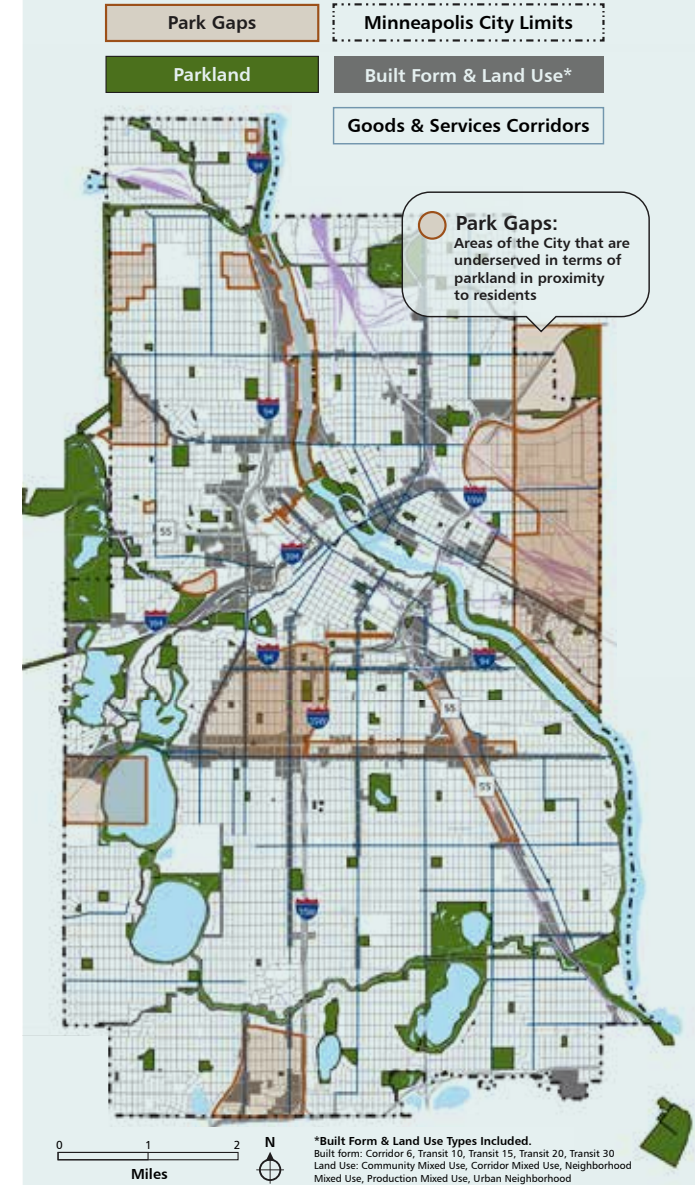 Park Gaps
Minneapolis City Limits
Parkland
Built Form & Land Use*
Goods & Services Corridors
94
Park Gaps:
Areas of the City that are
underserved in terms of
parkland in proximity
to residents
94
35W
55
394
394
94
94
55
35W
55
35W
0 1 2
Miles
N
*Built Form & Land Use Types Included.
Built form: Corridor 6, Transit 10, Transit 15, Transit 20, Transit 30
Land Use: Community Mixed Use, Corridor Mixed Use, Neighborhood
Mixed Use, Production Mixed Use, Urban Neighborhood